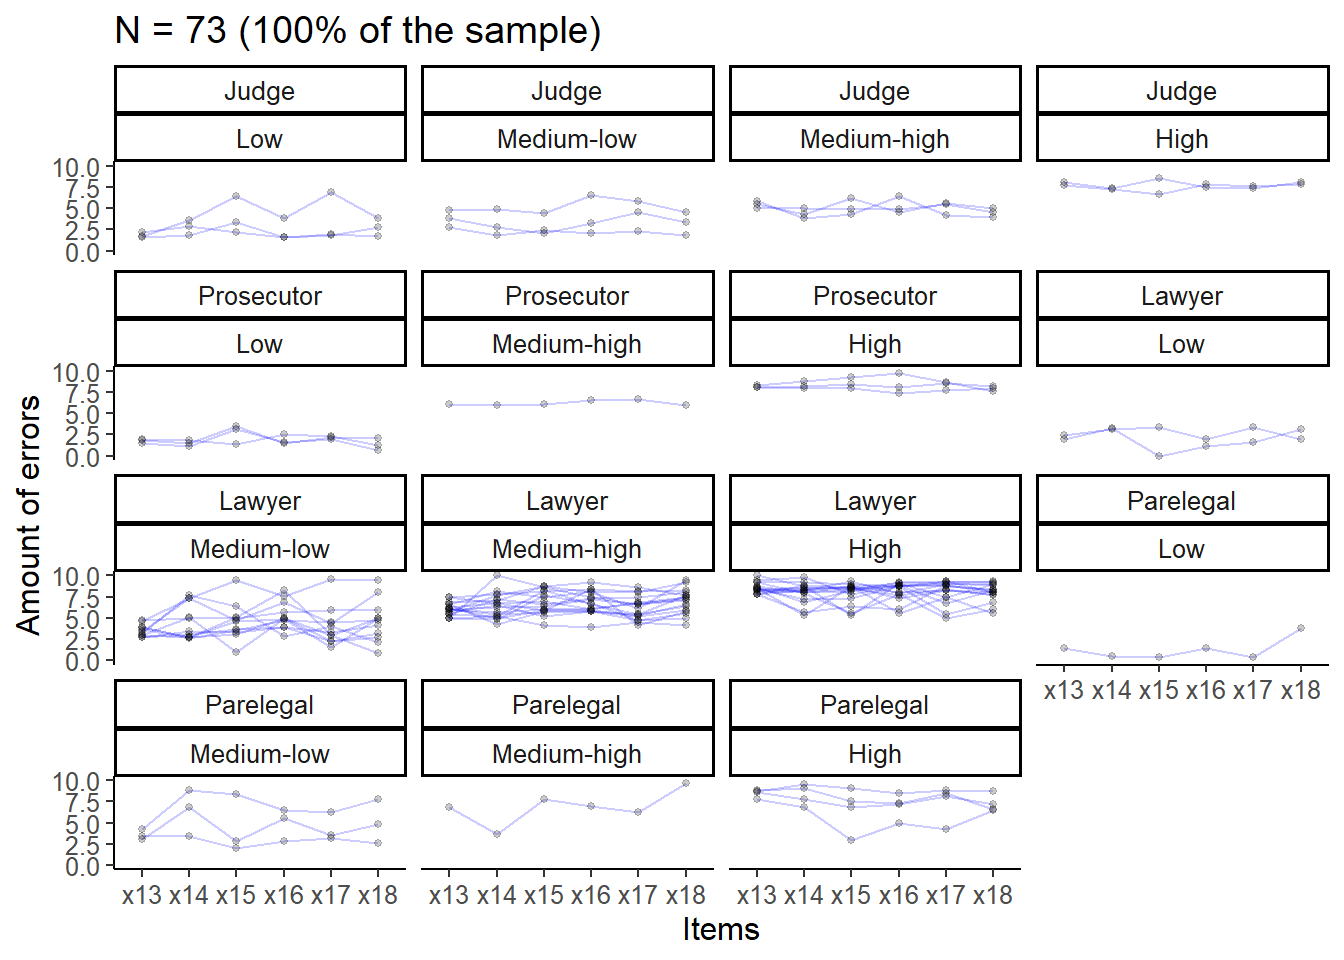 N = 73 (100% of the sample)
Judge
Judge
Judge
Judge
Low
Medium-low
Medium-high
High
10.0
7.5
5.0
2.5
0.0
Prosecutor
Prosecutor
Prosecutor
Lawyer
Low
Medium-high
High
Low
10.0
7.5
5.0
2.5
0.0
Amount of errors
Lawyer
Lawyer
Lawyer
Parelegal
Medium-low
Medium-high
High
Low
10.0
7.5
5.0
2.5
0.0
x13 x14 x15 x16 x17 x18
Parelegal
Parelegal
Parelegal
Medium-low
Medium-high
High
10.0
7.5
5.0
2.5
0.0
x13 x14 x15 x16 x17 x18
x13 x14 x15 x16 x17 x18
x13 x14 x15 x16 x17 x18
Items